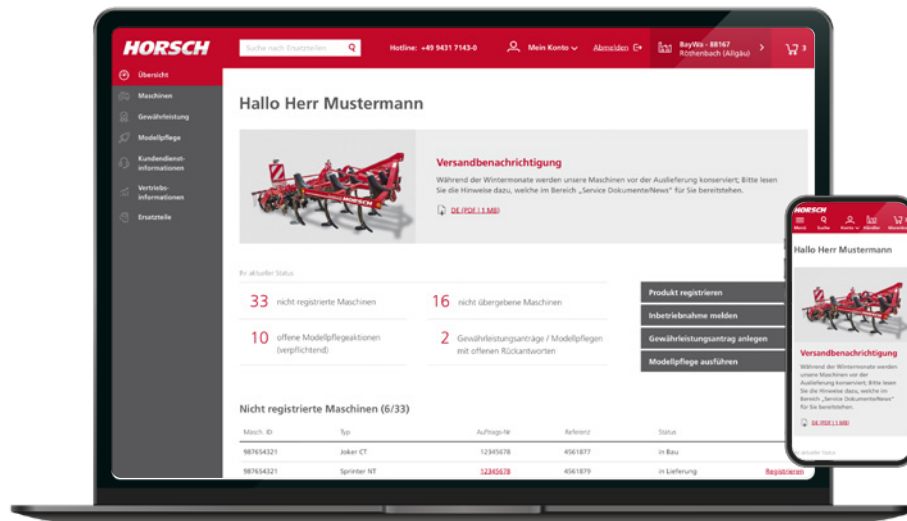 HORSCH
Suche nach Ersatzteilen
Hotline: +49 9431 7143-0
Mein Konto
Abmelden
BayWa - 88167
Röthenbach (Allgäu)
3
Übersicht
Maschinen
Gewährleistung
Modellpflege
Kundendienst-
informationen
Vertriebs-
informationen
Ersatzteile
Hallo Herr Mustermann
Versandbenachrichtigung
Während der Wintermonate werden unsere Maschinen vor der Auslieferung konserviert; Bitte lesen
Sie die Hinweise dazu, welche im Bereich „Service Dokumente/News" für Sie bereitstehen.
DE (PDF | 1 MB)
Ihr aktueller Status
33 nicht registrierte Maschinen
16 nicht übergebene Maschinen
10 offene Modellpflegeaktionen
(verpflichtend)
2 Gewährleistungsanträge / Modellpflegen
mit offenen Rückantworten
Produkt registrieren
Inbetriebnahme melden
Gewährleistungsantrag anlegen
Modellpflege ausführen
Nicht registrierte Maschinen (6/33)
Masch. ID Typ Auftrags-Nr Referenz Status
987654321 Joker CT 12345678 4561877 in Bau
987654321 Sprinter NT 12345678 4561879 in Lieferung Registrieren
HORSCH
Menü Suche Konto Händler
Hallo Herr Mustermann
Versandbenachrichtigung
Während der Wintermonate werden
unsere Maschinen vor der
Auslieferung konserviert; Bitte lesen
Sie die Hinweise dazu, welche im
Bereich „Service Dokumente/News"
für Sie bereitstehen.
DE (PDF | 1 MB)
Ihr aktueller Status